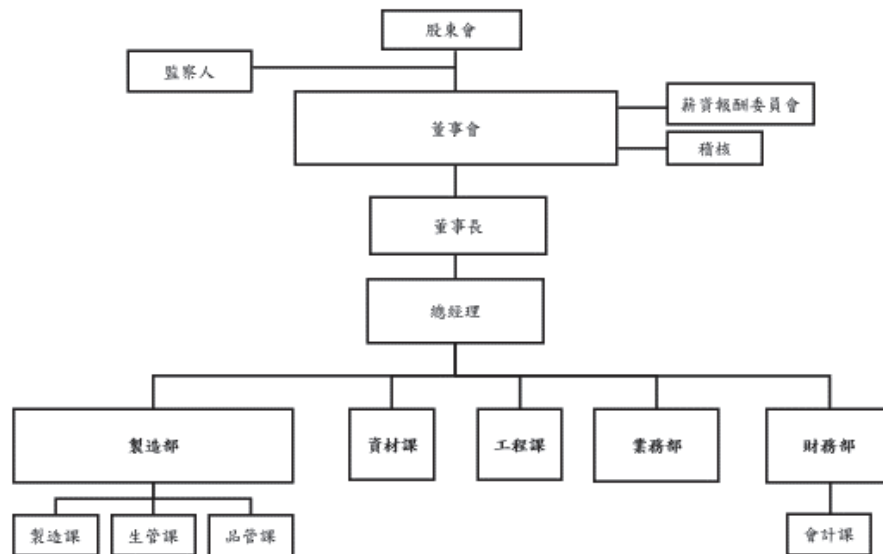 股東會
監察人
董事會
薪資報酬委員會
稽核
董事長
總經理
製造部
資材課
工程課
業務部
財務部
製造課
生管課
品管課
會計課